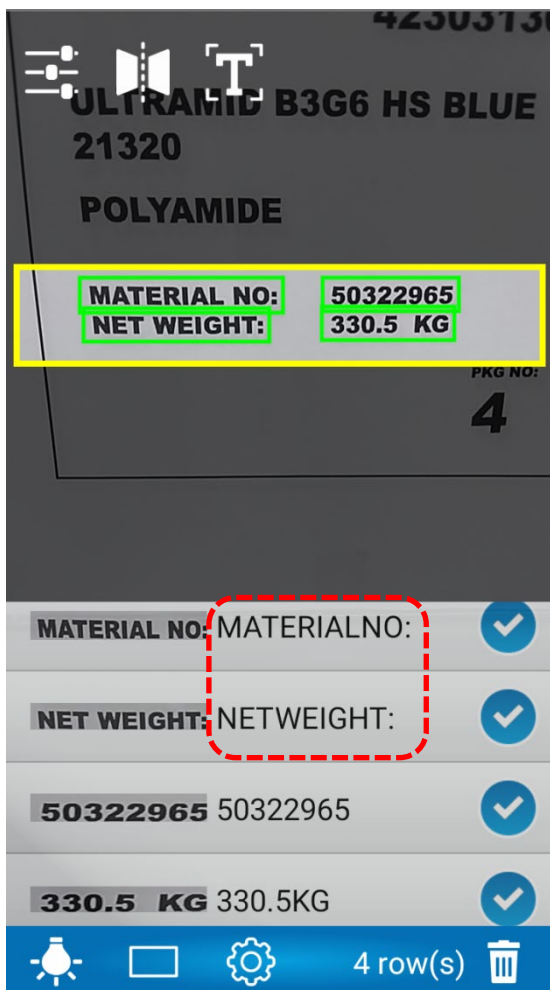 ULTRAMID B3G6 HS BLUE
21320
POLYAMIDE
MATERIAL NO: 50322965
NET WEIGHT: 330.5 KG
PKG NO:
4
MATERIAL NO: MATERIALNO:
NET WEIGHT: NETWEIGHT:
50322965 50322965
330.5 KG 330.5KG
4 row(s)